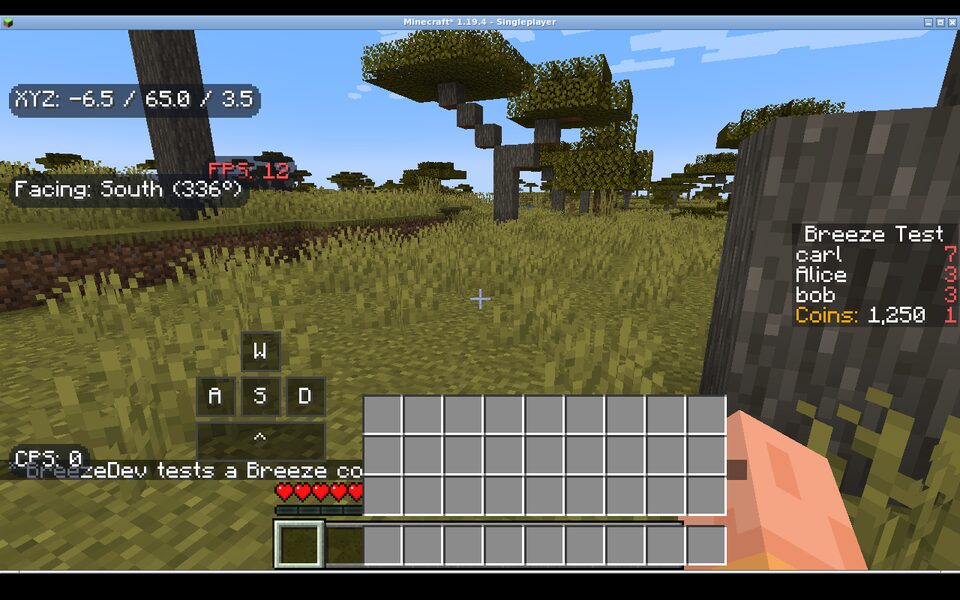 Minecraft* 1.19.4 - Singleplayer
XYZ: -6.5 / 65.0 / 3.5
FPS: 12
Facing: South (336°)
Breeze Test
carl 7
Alice 3
bob 3
Coins: 1,250 1
W
A S D
^
CPS: 0
BreezeDev tests a Breeze co